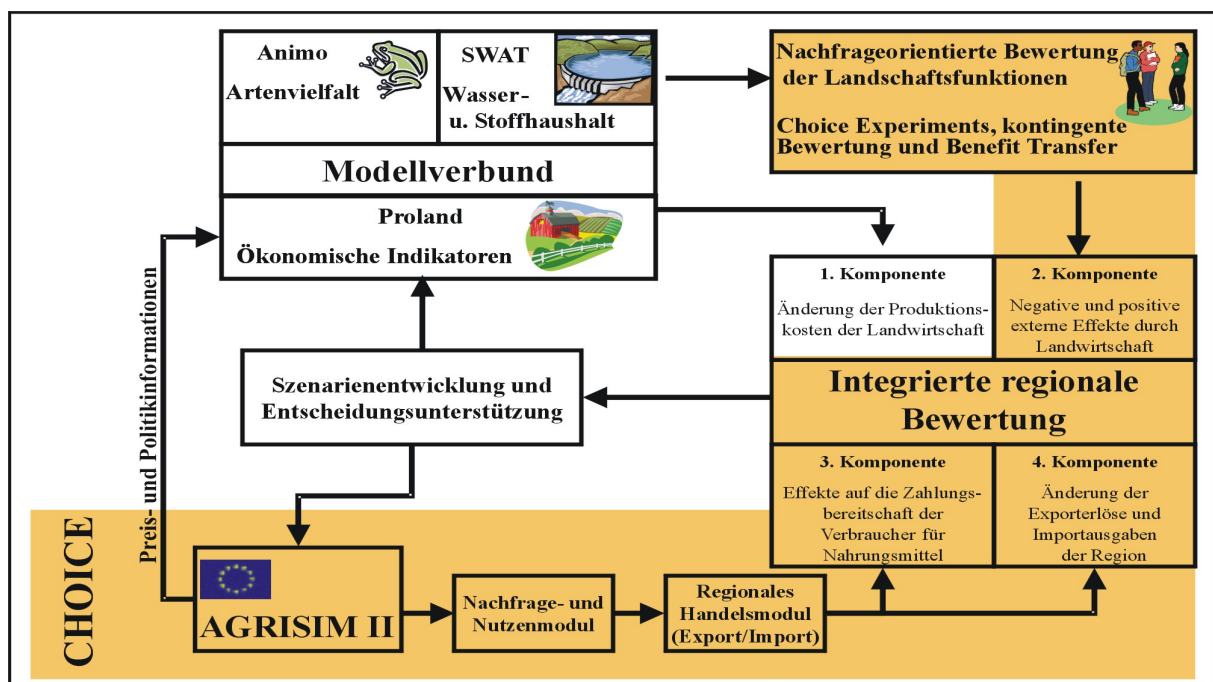 Animo
Artenvielfalt
SWAT
Wasser-
u. Stoffhaushalt
Modellverbund
Proland
Ökonomische Indikatoren
Nachfrageorientierte Bewertung
der Landschaftsfunktionen
Choice Experiments, kontingente
Bewertung und Benefit Transfer
1. Komponente
Änderung der Produktions-
kosten der Landwirtschaft
2. Komponente
Negative und positive
externe Effekte durch
Landwirtschaft
Integrierte regionale
Bewertung
3. Komponente
Effekte auf die Zahlungs-
bereitschaft der
Verbraucher für
Nahrungsmittel
4. Komponente
Änderung der
Exporterlöse und
Importausgaben
der Region
Szenarienentwicklung und
Entscheidungsunterstützung
Preis- und Politikinformationen
CHOICE
AGRISIM II
Nachfrage- und
Nutzenmodul
Regionales
Handelsmodul
(Export/Import)